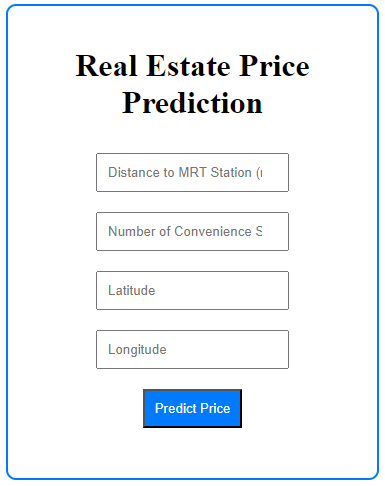 Real Estate Price
Prediction
Distance to MRT Station (
Number of Convenience S
Latitude
Longitude
Predict Price